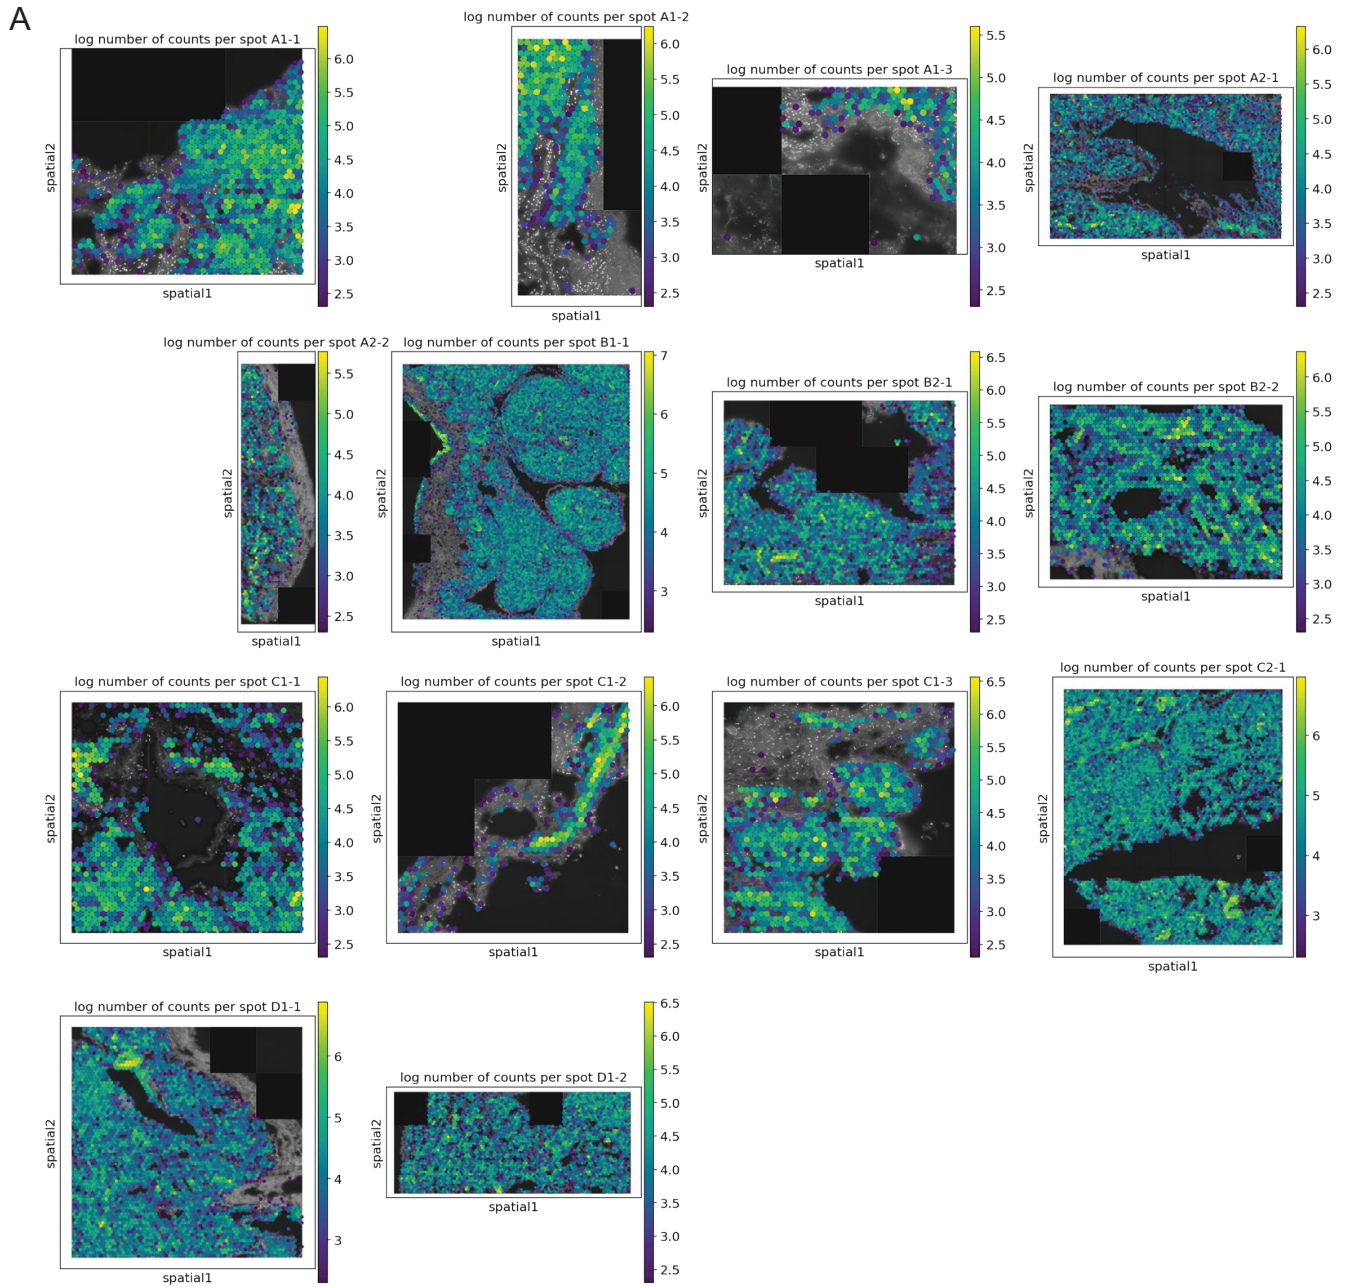 A
log number of counts per spot A1-1
spatial2
spatial1
6.0
5.5
5.0
4.5
4.0
3.5
3.0
2.5
log number of counts per spot A1-2
spatial2
spatial1
6.0
5.5
5.0
4.5
4.0
3.5
3.0
2.5
log number of counts per spot A1-3
spatial2
spatial1
5.5
5.0
4.5
4.0
3.5
3.0
2.5
log number of counts per spot A2-1
spatial2
spatial1
6.0
5.5
5.0
4.5
4.0
3.5
3.0
2.5
log number of counts per spot A2-2
spatial2
spatial1
5.5
5.0
4.5
4.0
3.5
3.0
2.5
log number of counts per spot B1-1
spatial2
spatial1
7
6
5
4
3
log number of counts per spot B2-1
spatial2
spatial1
6.5
6.0
5.5
5.0
4.5
4.0
3.5
3.0
2.5
log number of counts per spot B2-2
spatial2
spatial1
6.0
5.5
5.0
4.5
4.0
3.5
3.0
2.5
log number of counts per spot C1-1
spatial2
spatial1
6.0
5.5
5.0
4.5
4.0
3.5
3.0
2.5
log number of counts per spot C1-2
spatial2
spatial1
6.0
5.5
5.0
4.5
4.0
3.5
3.0
2.5
log number of counts per spot C1-3
spatial2
spatial1
6.5
6.0
5.5
5.0
4.5
4.0
3.5
3.0
2.5
log number of counts per spot C2-1
spatial2
spatial1
6
5
4
3
log number of counts per spot D1-1
spatial2
spatial1
6
5
4
3
log number of counts per spot D1-2
spatial2
spatial1
6.5
6.0
5.5
5.0
4.5
4.0
3.5
3.0
2.5